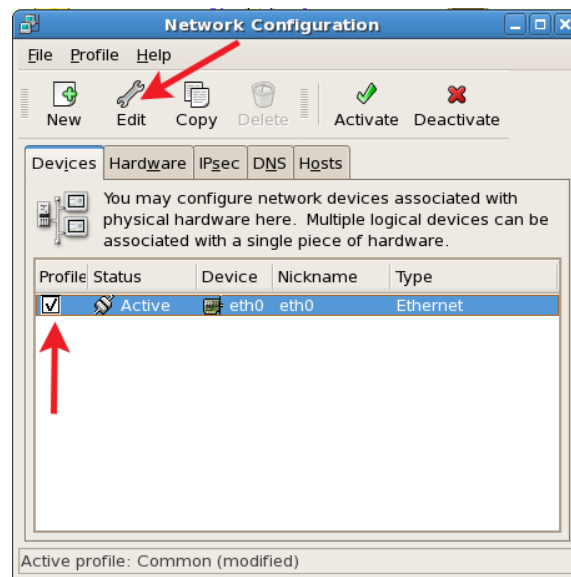 Network Configuration
File Profile Help
New Edit Copy Delete Activate Deactivate
Devices Hardware IPsec DNS Hosts
You may configure network devices associated with
physical hardware here. Multiple logical devices can be
associated with a single piece of hardware.
Profile Status Device Nickname Type
Active eth0 eth0 Ethernet
Active profile: Common (modified)